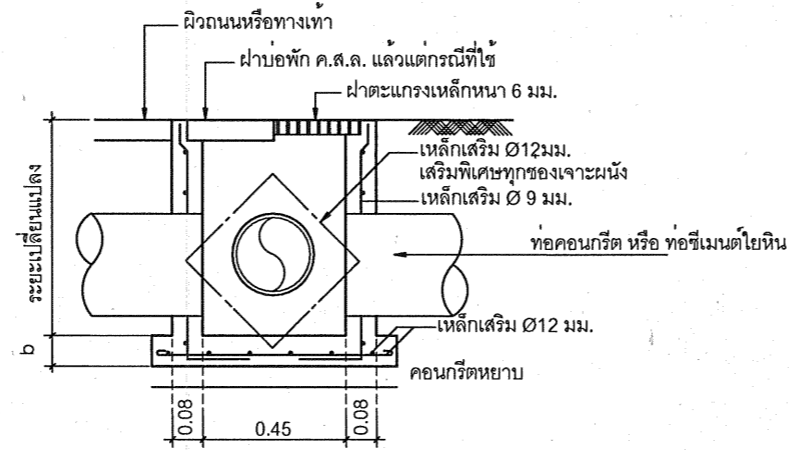 ผิวถนนหรือทางเท้า
ฝาบ่อพัก ค.ส.ล. แล้วแต่กรณีที่ใช้
ฝาตะแกรงเหล็กหนา 6 มม.
เหล็กเสริม Ø12มม.
เสริมพิเศษทุกช่องเจาะผนัง
เหล็กเสริม Ø 9 มม.
ระยะเปลี่ยนแปลง
ท่อคอนกรีต หรือ ท่อซีเมนต์ใยหิน
เหล็กเสริม Ø12 มม.
b
คอนกรีตหยาบ
0.08
0.45
0.08